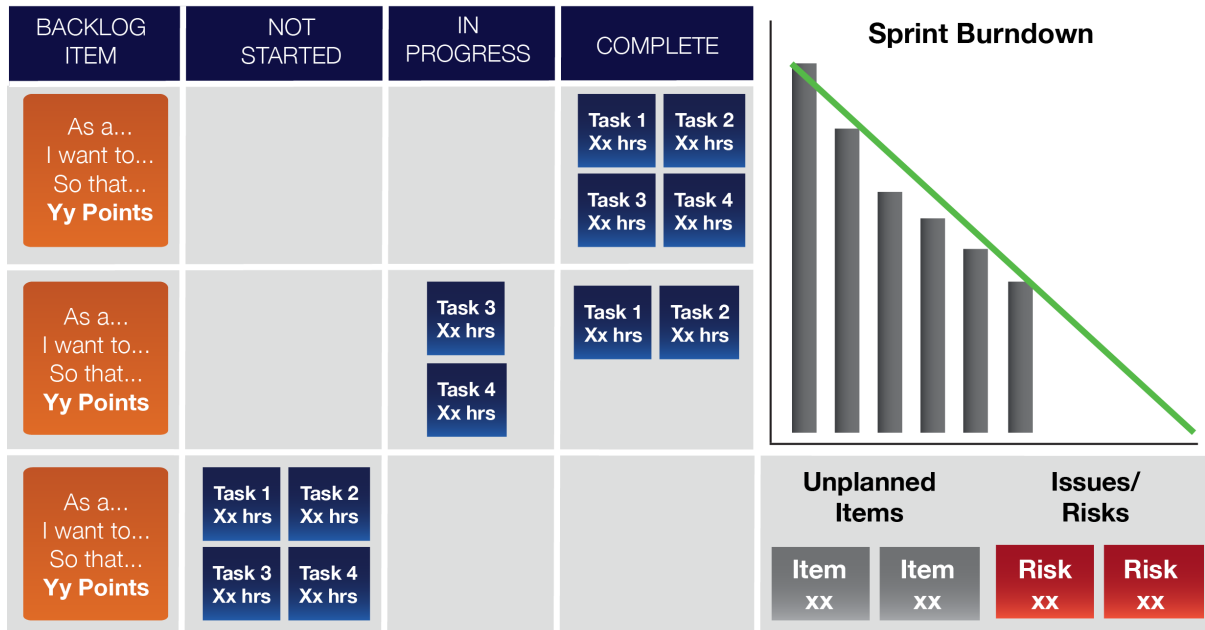 BACKLOG
ITEM
NOT
STARTED
IN
PROGRESS
COMPLETE
As a...
I want to...
So that...
Yy Points
Task 1
Xx hrs
Task 2
Xx hrs
Task 3
Xx hrs
Task 4
Xx hrs
As a...
I want to...
So that...
Yy Points
Task 3
Xx hrs
Task 4
Xx hrs
Task 1
Xx hrs
Task 2
Xx hrs
As a...
I want to...
So that...
Yy Points
Task 1
Xx hrs
Task 2
Xx hrs
Task 3
Xx hrs
Task 4
Xx hrs
Sprint Burndown
Unplanned
Items
Item
xx
Item
xx
Issues/
Risks
Risk
xx
Risk
xx